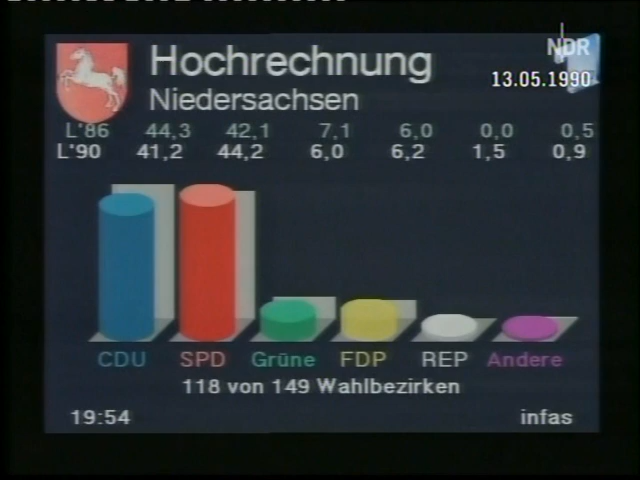 NDR
13.05.1990
Hochrechnung
Niedersachsen
L'86 44,3 42,1 7,1 6,0 0,0 0,5
L'90 41,2 44,2 6,0 6,2 1,5 0,9
CDU SPD Grüne FDP REP Andere
118 von 149 Wahlbezirken
19:54 infas